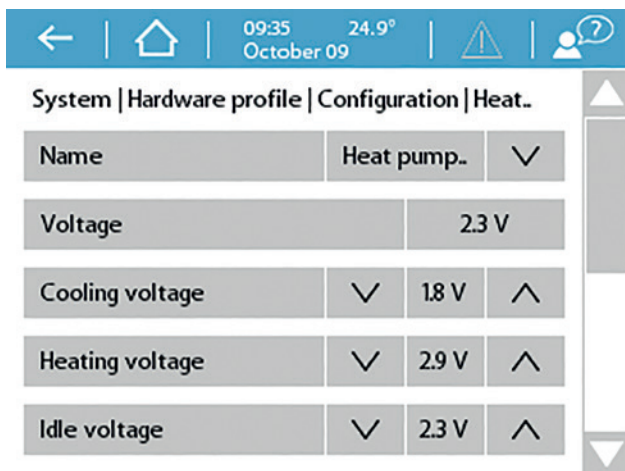 09:35 24.9°
October 09
?
System | Hardware profile | Configuration | Heat..
Name Heat pump..
Voltage 2.3 V
Cooling voltage 1.8 V
Heating voltage 2.9 V
Idle voltage 2.3 V